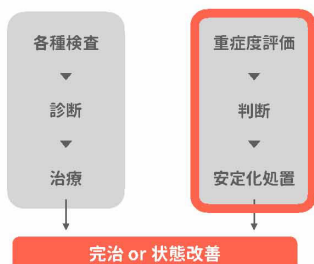 各種検査
診断
治療
重症度評価
判断
安定化処置
完治 or 状態改善